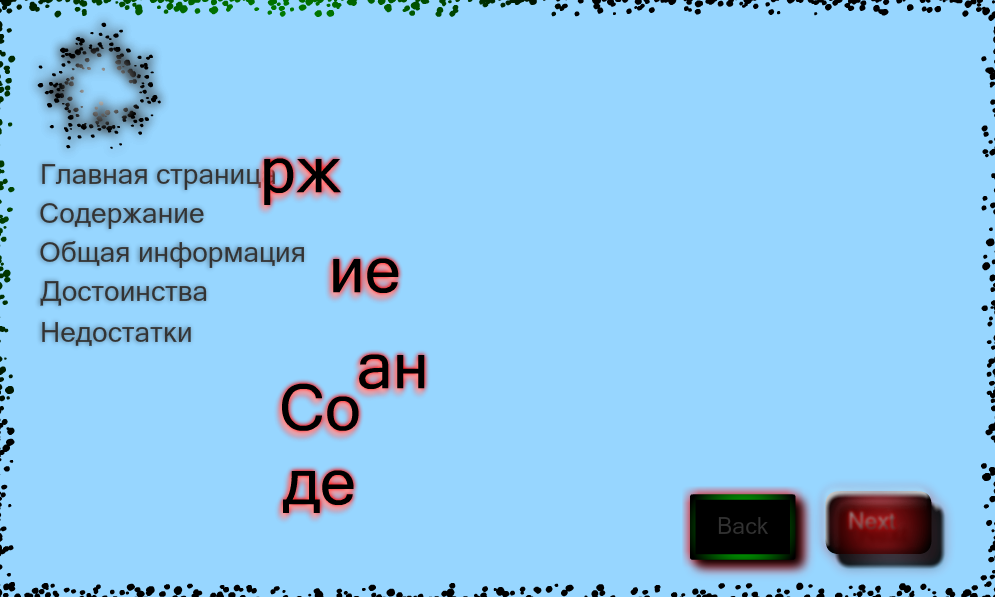 Главная страница
рж
Содержание
Общая информация
ие
Достоинства
Недостатки
ан
Со
де
Back
Next